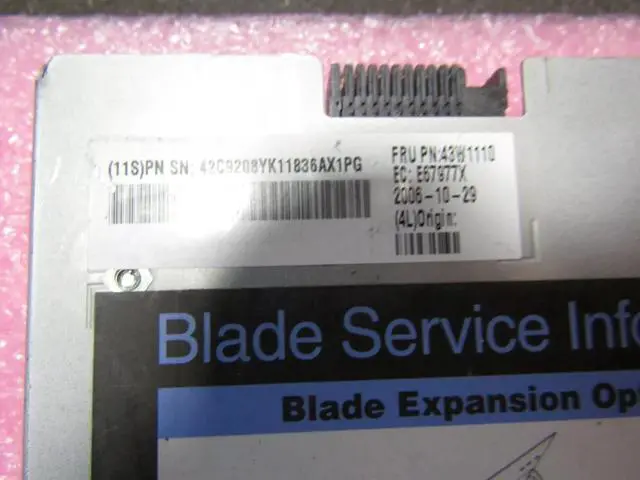 (11S)PN SN: 42C9208YK11836AX1PG
FRU PN:43W1110
EC: E67977X
2008-10-29
(4L)Origin:
Blade Service Info
Blade Expansion Op